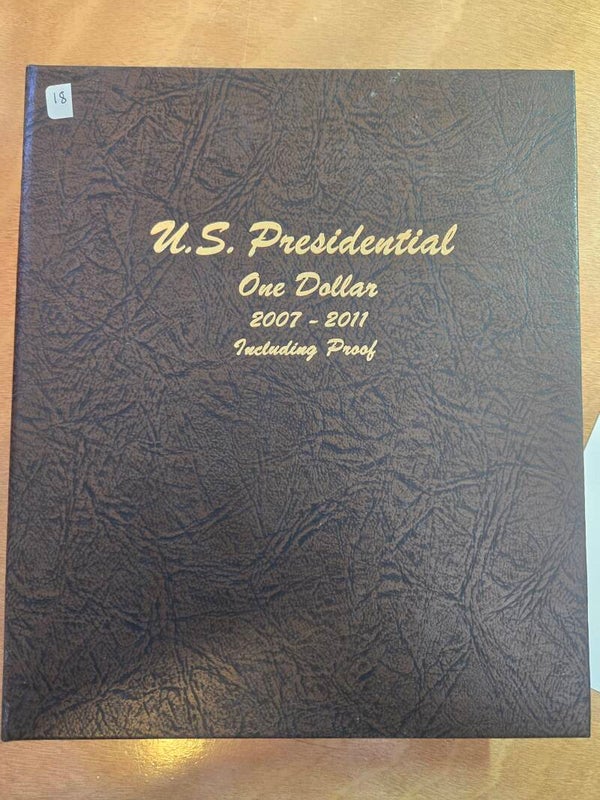 18
U.S. Presidential
One Dollar
2007 - 2011
Including Proof